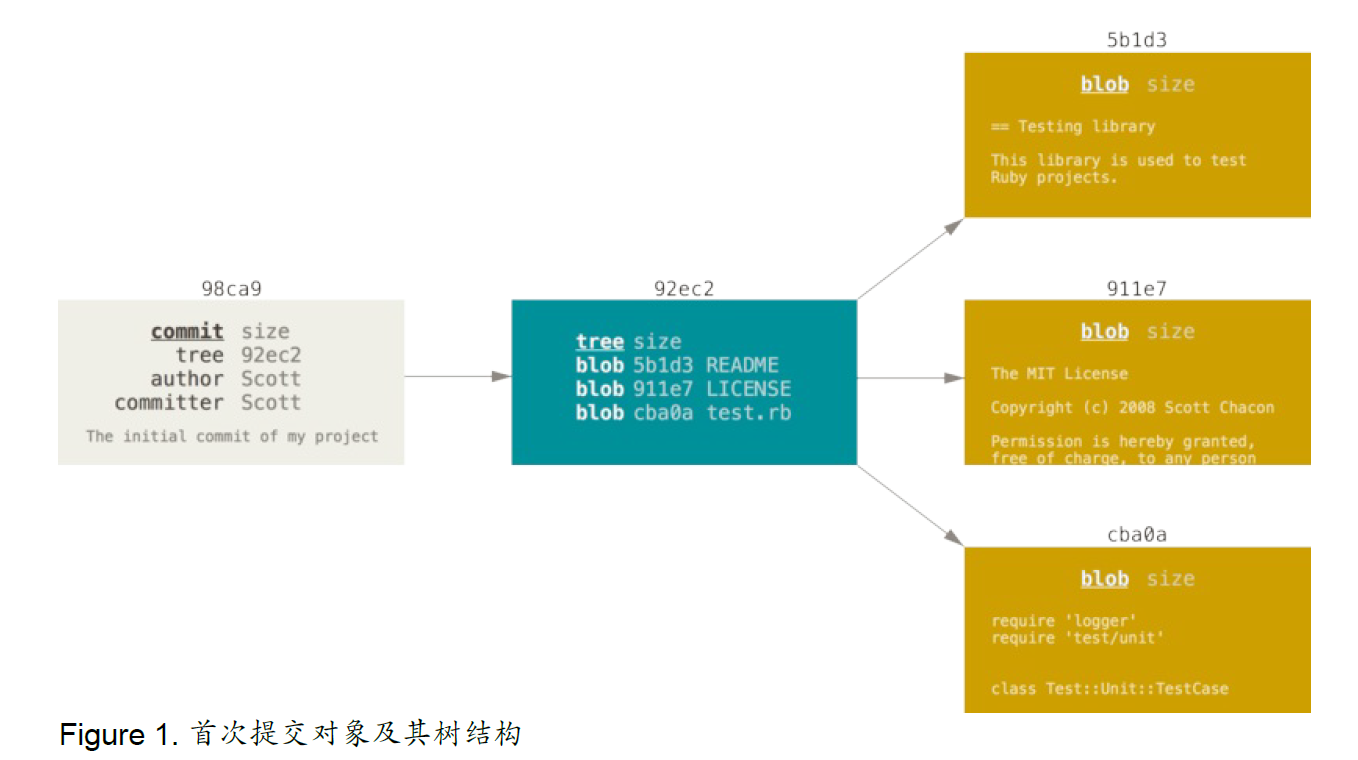 98ca9
commit size
tree 92ec2
author Scott
committer Scott
The initial commit of my project
92ec2
tree size
blob 5b1d3 README
blob 911e7 LICENSE
blob cba0a test.rb
5b1d3
blob size
== Testing library
This library is used to test
Ruby projects.
911e7
blob size
The MIT License
Copyright (c) 2008 Scott Chacon
Permission is hereby granted,
free of charge, to any person
cba0a
blob size
require 'logger'
require 'test/unit'
class Test::Unit::TestCase
Figure 1. 首次提交对象及其树结构